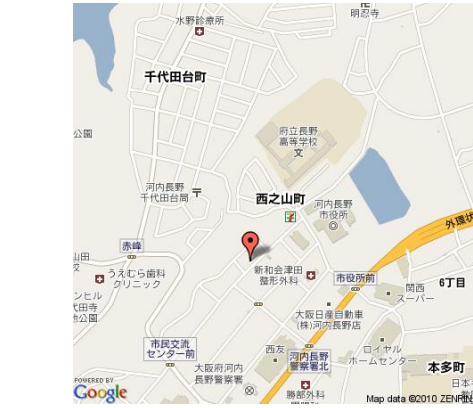 水野診療所
明忍寺
千代田台町
公園
府立長野
高等学校
文
河内長野
千代田台局
西之山町
河内長野
市役所
外環状
赤峰
うえむら歯科
クリニック
新和会津田
整形外科
市役所前
6丁目
関西
スーパー
大阪日産自動車
(株)河内長野店
市民交流
センター前
西友
河内長野
警察署北
ロイヤル
ホームセンター
大阪府河内
長野警察署
本多町
日本
勝部外科
POWERED BY
Google
Map data ©2010 ZENRIN